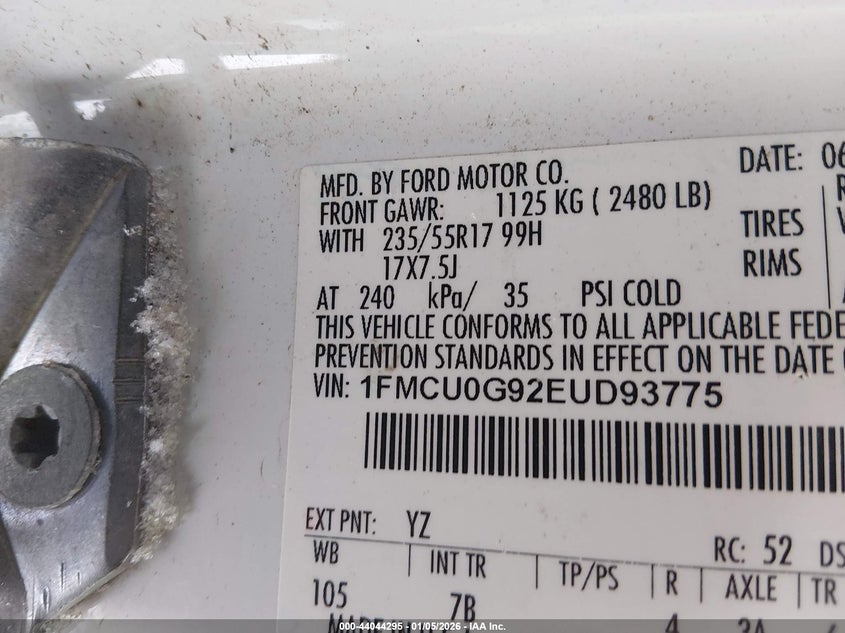 MFD. BY FORD MOTOR CO.
DATE: 06
FRONT GAWR: 1125 KG ( 2480 LB)
WITH 235/55R17 99H TIRES
17X7.5J RIMS
AT 240 kPa/ 35 PSI COLD
THIS VEHICLE CONFORMS TO ALL APPLICABLE FEDE
PREVENTION STANDARDS IN EFFECT ON THE DATE
VIN: 1FMCU0G92EUD93775
EXT PNT: YZ RC: 52 DS
WB INT TR TP/PS R AXLE TR
105 7B 4
000-44044295 - 01/05/2026 - IAA Inc.